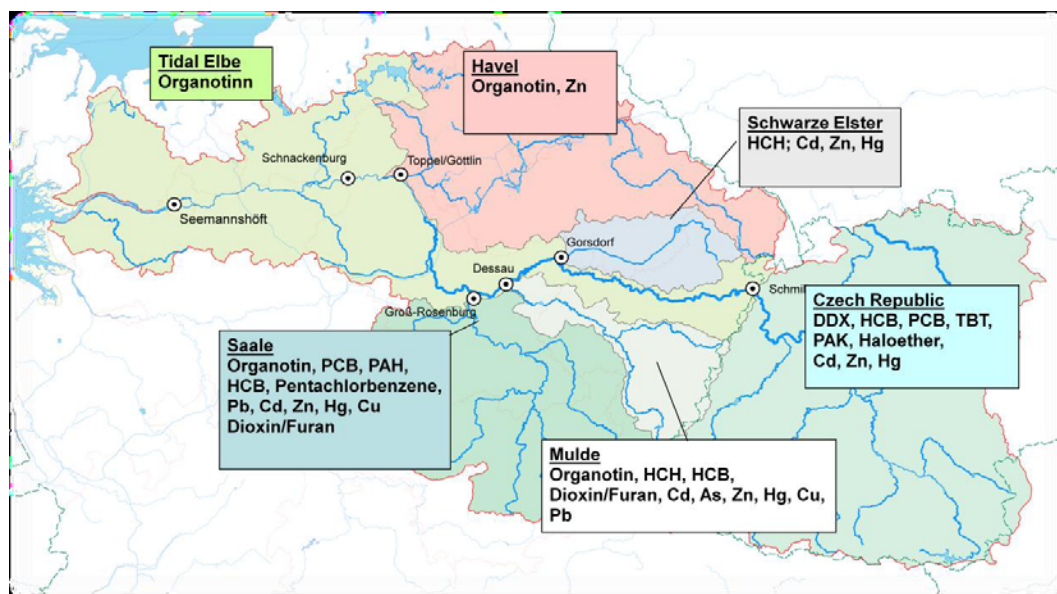 Tidal Elbe
Organotinn
Havel
Organotin, Zn
Schwarze Elster
HCH; Cd, Zn, Hg
Schnackenburg
Toppel/Göttlin
Seemannshöft
Gorsdorf
Dessau
Groß-Rosenburg
Schmil
Czech Republic
DDX, HCB, PCB, TBT,
PAK, Haloether,
Cd, Zn, Hg
Saale
Organotin, PCB, PAH,
HCB, Pentachlorbenzene,
Pb, Cd, Zn, Hg, Cu
Dioxin/Furan
Mulde
Organotin, HCH, HCB,
Dioxin/Furan, Cd, As, Zn, Hg, Cu,
Pb